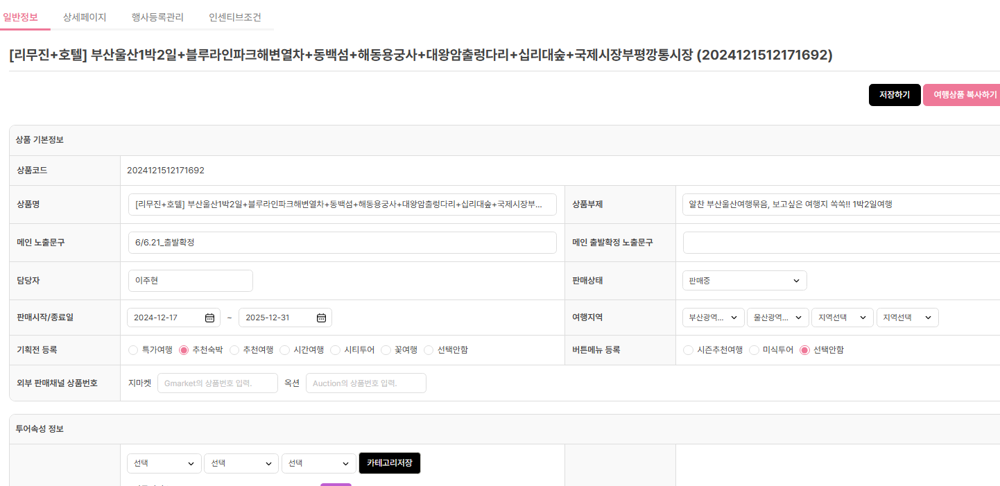 일반정보 상세페이지 행사등록관리 인센티브조건
[리무진+호텔] 부산울산1박2일+블루라인파크해변열차+동백섬+해동용궁사+대왕암출렁다리+십리대숲+국제시장부평깡통시장 (2024121512171692)
저장하기 여행상품 복사하기
상품 기본정보
상품코드 2024121512171692
상품명 [리무진+호텔] 부산울산1박2일+블루라인파크해변열차+동백섬+해동용궁사+대왕암출렁다리+십리대숲+국제시장부... 상품부제 알찬 부산울산여행묶음, 보고싶은 여행지 쏙쏙!! 1박2일여행
메인 노출문구 6/6.21_출발확정 메인 출발확정 노출문구
담당자 이주현 판매상태 판매중
판매시작/종료일 2024-12-17 ~ 2025-12-31 여행지역 부산광역... 울산광역... 지역선택 지역선택
기획전 등록 특가여행 추천숙박 추천여행 시간여행 시티투어 꽃여행 선택안함 버튼메뉴 등록 시즌추천여행 미식투어 선택안함
외부 판매채널 상품번호 지마켓 Gmarket의 상품번호 입력. 옥션 Auction의 상품번호 입력.
투어속성 정보
선택 선택 선택 카테고리저장